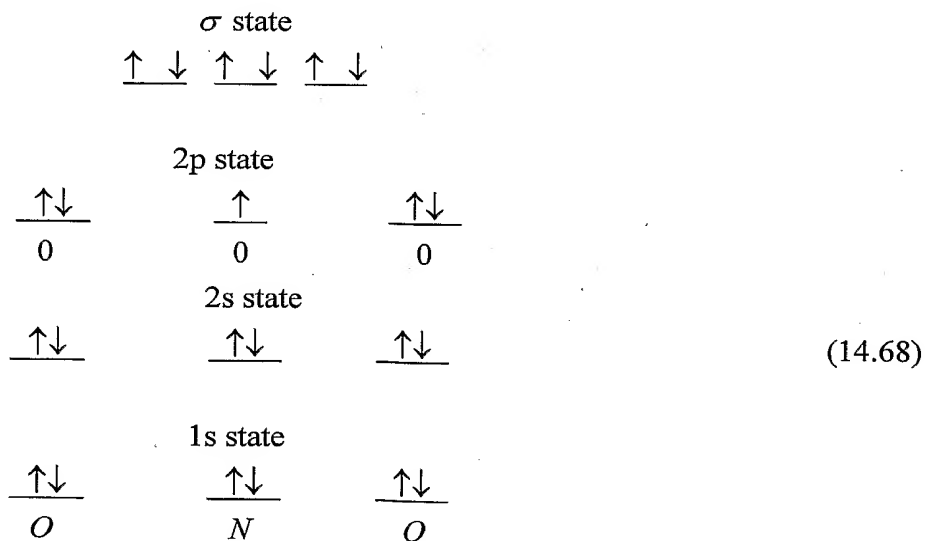 σ state
↑ ↓ ↑ ↓ ↑ ↓
2p state
↑↓ ↑ ↑↓
0 0 0
2s state
↑↓ ↑↓ ↑↓ (14.68)
1s state
↑↓ ↑↓ ↑↓
O N O